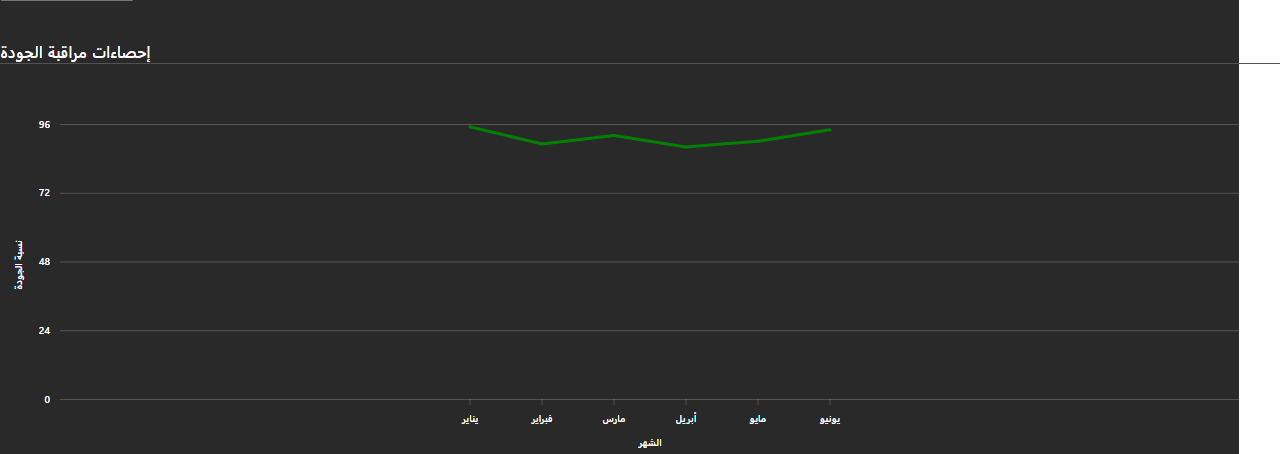 إحصاءات مراقبة الجودة
96
72
48
24
0
نسبة الجودة
يناير فبراير مارس أبريل مايو يونيو
الشهر